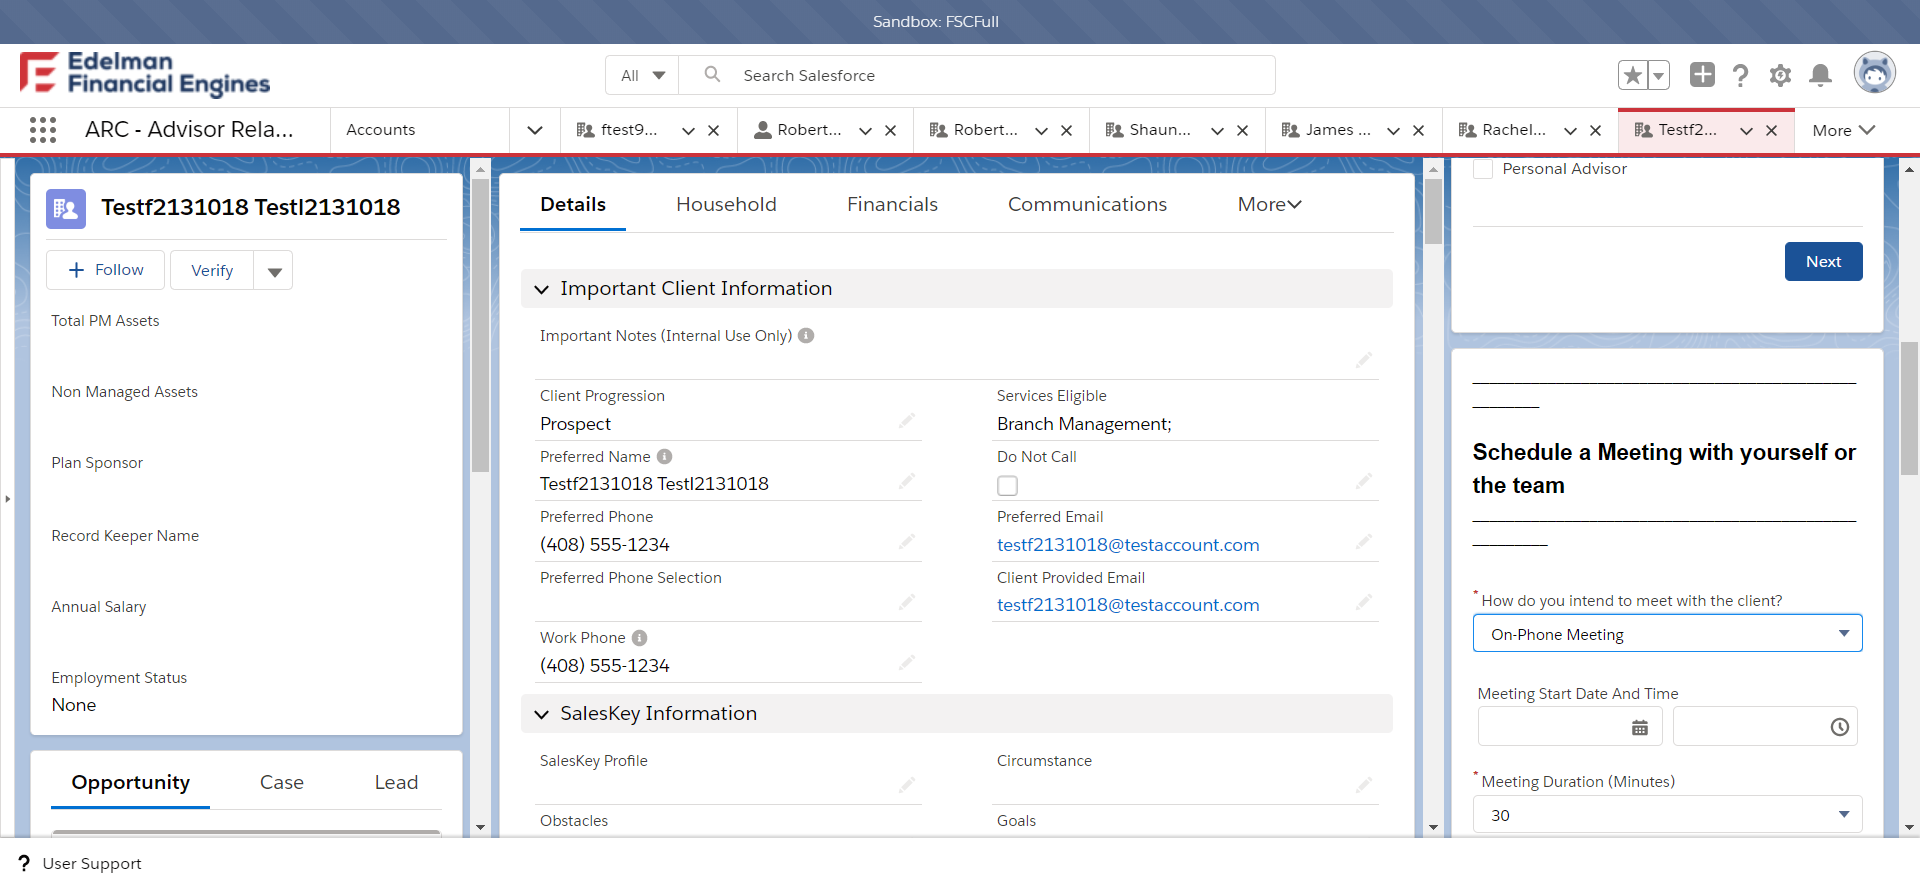 Sandbox: FSCFull
Edelman
Financial Engines
All
Search Salesforce
ARC - Advisor Rela...
Accounts
ftest9...
Robert...
Robert...
Shaun...
James ...
Rachel...
Testf2...
More
Testf2131018 Testl2131018
Follow
Verify
Total PM Assets
Non Managed Assets
Plan Sponsor
Record Keeper Name
Annual Salary
Employment Status
None
Opportunity
Case
Lead
Details
Household
Financials
Communications
More
Important Client Information
Important Notes (Internal Use Only)
Client Progression
Prospect
Services Eligible
Branch Management;
Preferred Name
Testf2131018 Testl2131018
Do Not Call
Preferred Phone
(408) 555-1234
Preferred Email
testf2131018@testaccount.com
Preferred Phone Selection
Client Provided Email
testf2131018@testaccount.com
Work Phone
(408) 555-1234
SalesKey Information
SalesKey Profile
Circumstance
Obstacles
Goals
Personal Advisor
Next
Schedule a Meeting with yourself or
the team
* How do you intend to meet with the client?
On-Phone Meeting
Meeting Start Date And Time
* Meeting Duration (Minutes)
30
? User Support